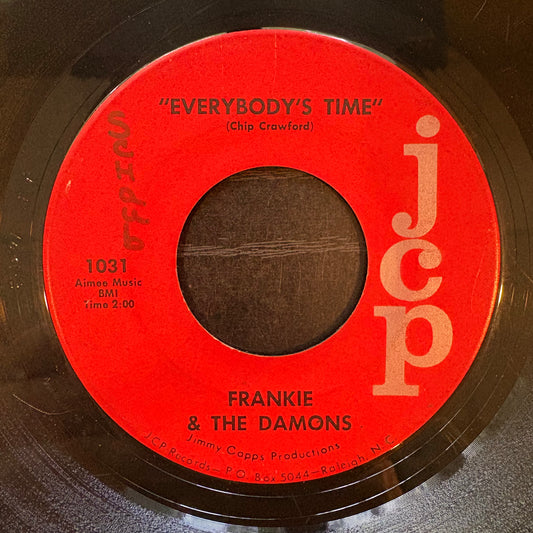 "EVERYBODY'S TIME"
(Chip Crawford)
jcp
1031
Aimee Music
BMI
Time 2:00
FRANKIE
& THE DAMONS
Jimmy Capps Productions
JCP Records—P.O. Box 5044—Raleigh, N.C.